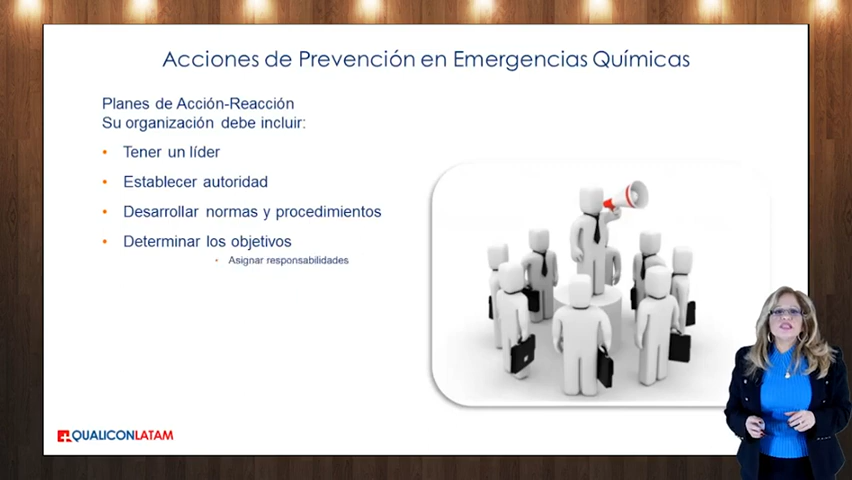 Acciones de Prevención en Emergencias Químicas
Planes de Acción-Reacción
Su organización debe incluir:
• Tener un líder
• Establecer autoridad
• Desarrollar normas y procedimientos
• Determinar los objetivos
• Asignar responsabilidades
QUALICONLATAM